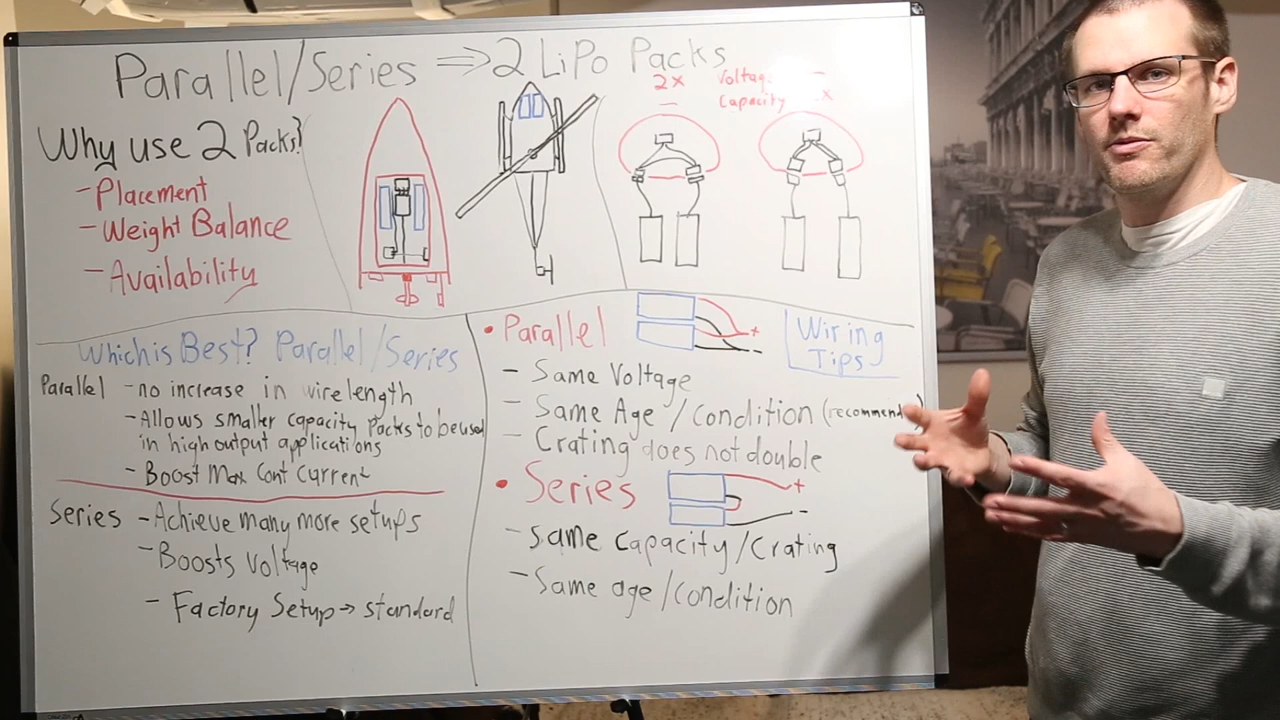 Parallel/Series ⇒ 2 LiPo Packs
Why use 2 Packs?
- Placement
- Weight Balance
- Availability
2x Voltag
Capacity x
Which is Best? Parallel/Series
Parallel - no increase in wire length
- Allows smaller capacity Packs to be used
in high output applications
- Boost Max Cont Current
Series - Achieve many more setups
- Boosts Voltage
- Factory Setup → standard
• Parallel
+
-
Wiring
Tips
- Same Voltage
- Same Age / Condition (recommen
- Crating does not double
• Series
+
-
- Same Capacity/Crating
- Same age/Condition